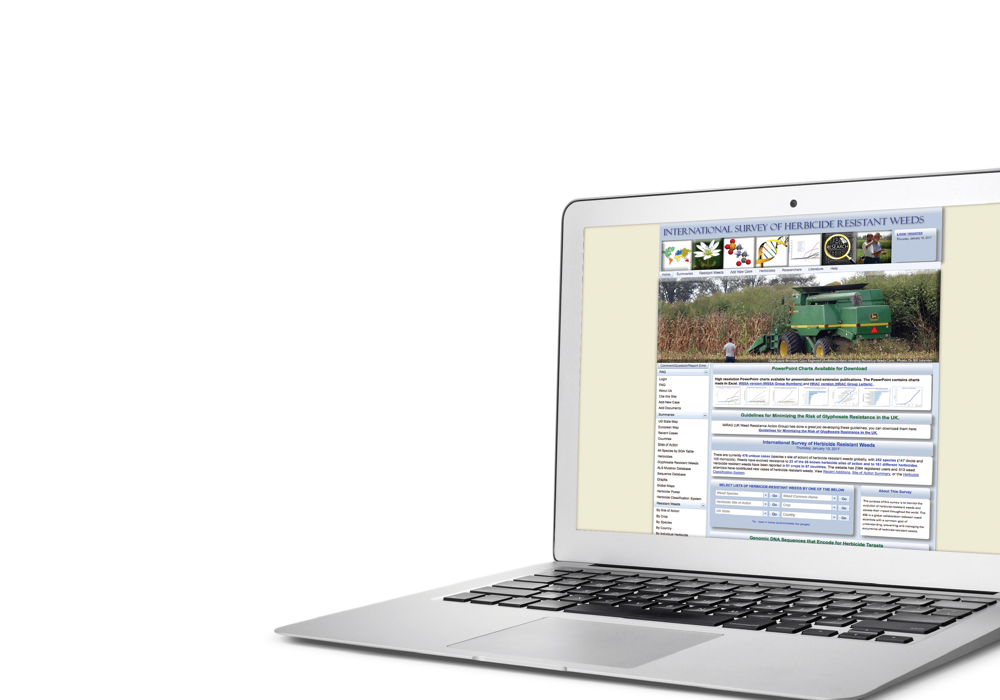 INTERNATIONAL SURVEY OF HERBICIDE RESISTANT WEEDS
LOGIN | REGISTER
Thursday, January 19, 2017
RESEARCH
KNOWLEDGE
Home Summaries Resistant Weeds Add New Case Herbicides Researchers Literature Help
Glyphosate Resistant Giant Ragweed (Ambrosia trifida) infesting Roundup Ready Corn. Photo: Dr. Bill Johnson
Comment/Question/Report Error
FAQ
Login
FAQ
About Us
Cite this Site
Add New Case
Add Documents
Summaries
US State Map
European Map
Recent Cases
Countries
Sites of Action
All Species by SOA Table
Herbicides
Glyphosate Resistant Weeds
ALS Mutation Database
Sequence Database
Graphs
Global Maps
Herbicide Poster
Herbicide Classification System
Resistant Weeds
By Site of Action
By Crop
By Species
By Country
By Individual Herbicide
PowerPoint Charts Available for Download
High resolution PowerPoint charts available for presentations and extension publications. The PowerPoint contains charts
made in Excel. WSSA version (WSSA Group Numbers) and HRAC version (HRAC Group Letters).
Guidelines for Minimizing the Risk of Glyphosate Resistance in the UK.
WRAG (UK Weed Resistance Action Group) has done a great job developing these guidelines, you can download them here:
Guidelines for Minimizing the Risk of Glyphosate Resistance in the UK.
International Survey of Herbicide Resistant Weeds
Thursday, January 19, 2017
There are currently 478 unique cases (species x site of action) of herbicide resistant weeds globally, with 252 species (147 dicots and
105 monocots). Weeds have evolved resistance to 23 of the 26 known herbicide sites of action and to 161 different herbicides.
Herbicide resistant weeds have been reported in 91 crops in 67 countries. The website has 2384 registered users and 513 weed
scientists have contributed new cases of herbicide resistant weeds. View Recent Additions, Site of Action Summary, or the Herbicide
Classification System.
SELECT LISTS OF HERBICIDE-RESISTANT WEEDS BY ONE OF THE BELOW
Weed Species Go Weed Common Name Go
Herbicide Site of Action Go Crop Go
US State Go Country Go
Tip - type in boxes (autocomplete like google)
About This Survey
The purpose of this survey is to monitor the
evolution of herbicide-resistant weeds and
assess their impact throughout the world. The
site is a global collaboration between weed
scientists with a common goal of
understanding, preventing and managing the
occurrence of herbicide-resistant weeds.
Genomic DNA Sequences that Encode for Herbicide Targets
command option
shift